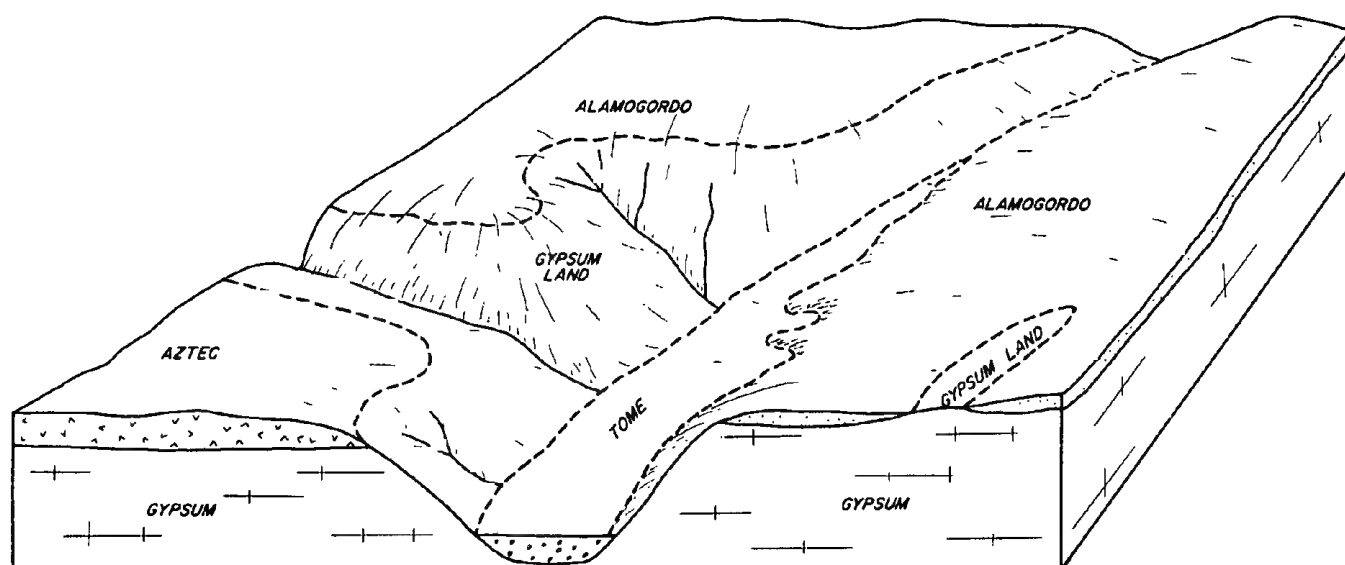 ALAMOGORDO
ALAMOGORDO
GYPSUM
LAND
AZTEC
GYPSUM LAND
TOME
GYPSUM
GYPSUM